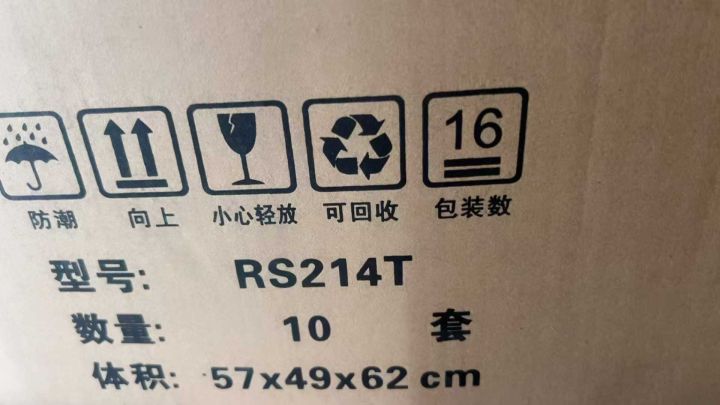 16
防潮 向上 小心轻放 可回收 包装数
型号: RS214T
数量: 10 套
体积: 57x49x62 cm